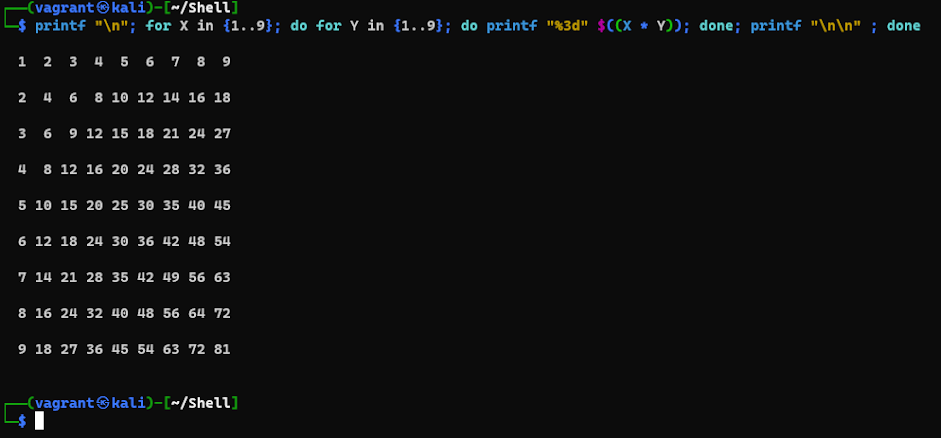 ┌──(vagrant㉿kali)-[~/Shell]
└─$ printf "\n"; for X in {1..9}; do for Y in {1..9}; do printf "%3d" $((X * Y)); done; printf "\n\n" ; done
  1  2  3  4  5  6  7  8  9
  2  4  6  8 10 12 14 16 18
  3  6  9 12 15 18 21 24 27
  4  8 12 16 20 24 28 32 36
  5 10 15 20 25 30 35 40 45
  6 12 18 24 30 36 42 48 54
  7 14 21 28 35 42 49 56 63
  8 16 24 32 40 48 56 64 72
  9 18 27 36 45 54 63 72 81
┌──(vagrant㉿kali)-[~/Shell]
└─$